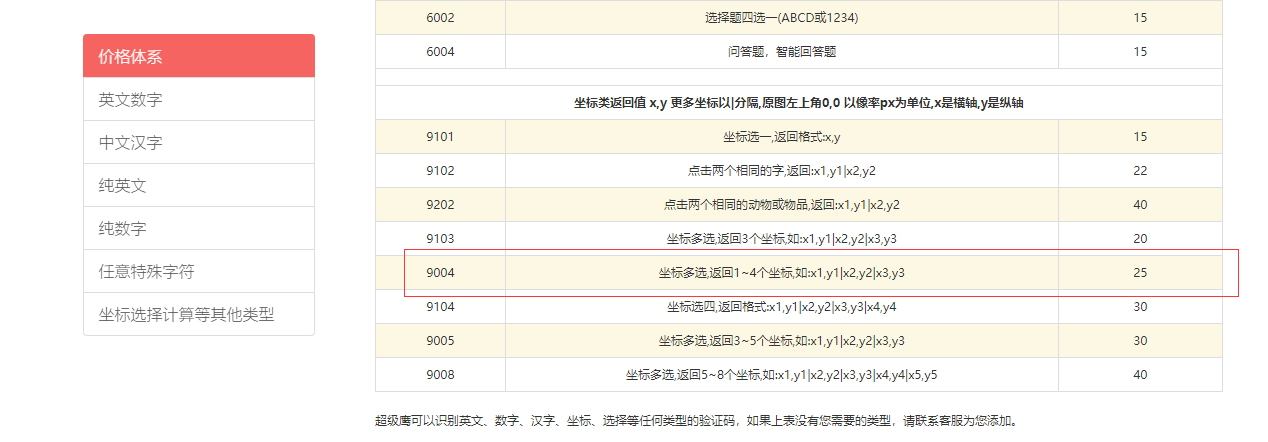 价格体系
英文数字
中文汉字
纯英文
纯数字
任意特殊字符
坐标选择计算等其他类型
6002 选择题四选一(ABCD或1234) 15
6004 问答题，智能回答题 15
坐标类返回值 x,y 更多坐标以|分隔,原图左上角0,0 以像率px为单位,x是横轴,y是纵轴
9101 坐标选一,返回格式:x,y 15
9102 点击两个相同的字,返回:x1,y1|x2,y2 22
9202 点击两个相同的动物或物品,返回:x1,y1|x2,y2 40
9103 坐标多选,返回3个坐标,如:x1,y1|x2,y2|x3,y3 20
9004 坐标多选,返回1~4个坐标,如:x1,y1|x2,y2|x3,y3 25
9104 坐标选四,返回格式:x1,y1|x2,y2|x3,y3|x4,y4 30
9005 坐标多选,返回3~5个坐标,如:x1,y1|x2,y2|x3,y3 30
9008 坐标多选,返回5~8个坐标,如:x1,y1|x2,y2|x3,y3|x4,y4|x5,y5 40
超级鹰可以识别英文、数字、汉字、坐标、选择等任何类型的验证码，如果上表没有您需要的类型，请联系客服为您添加。